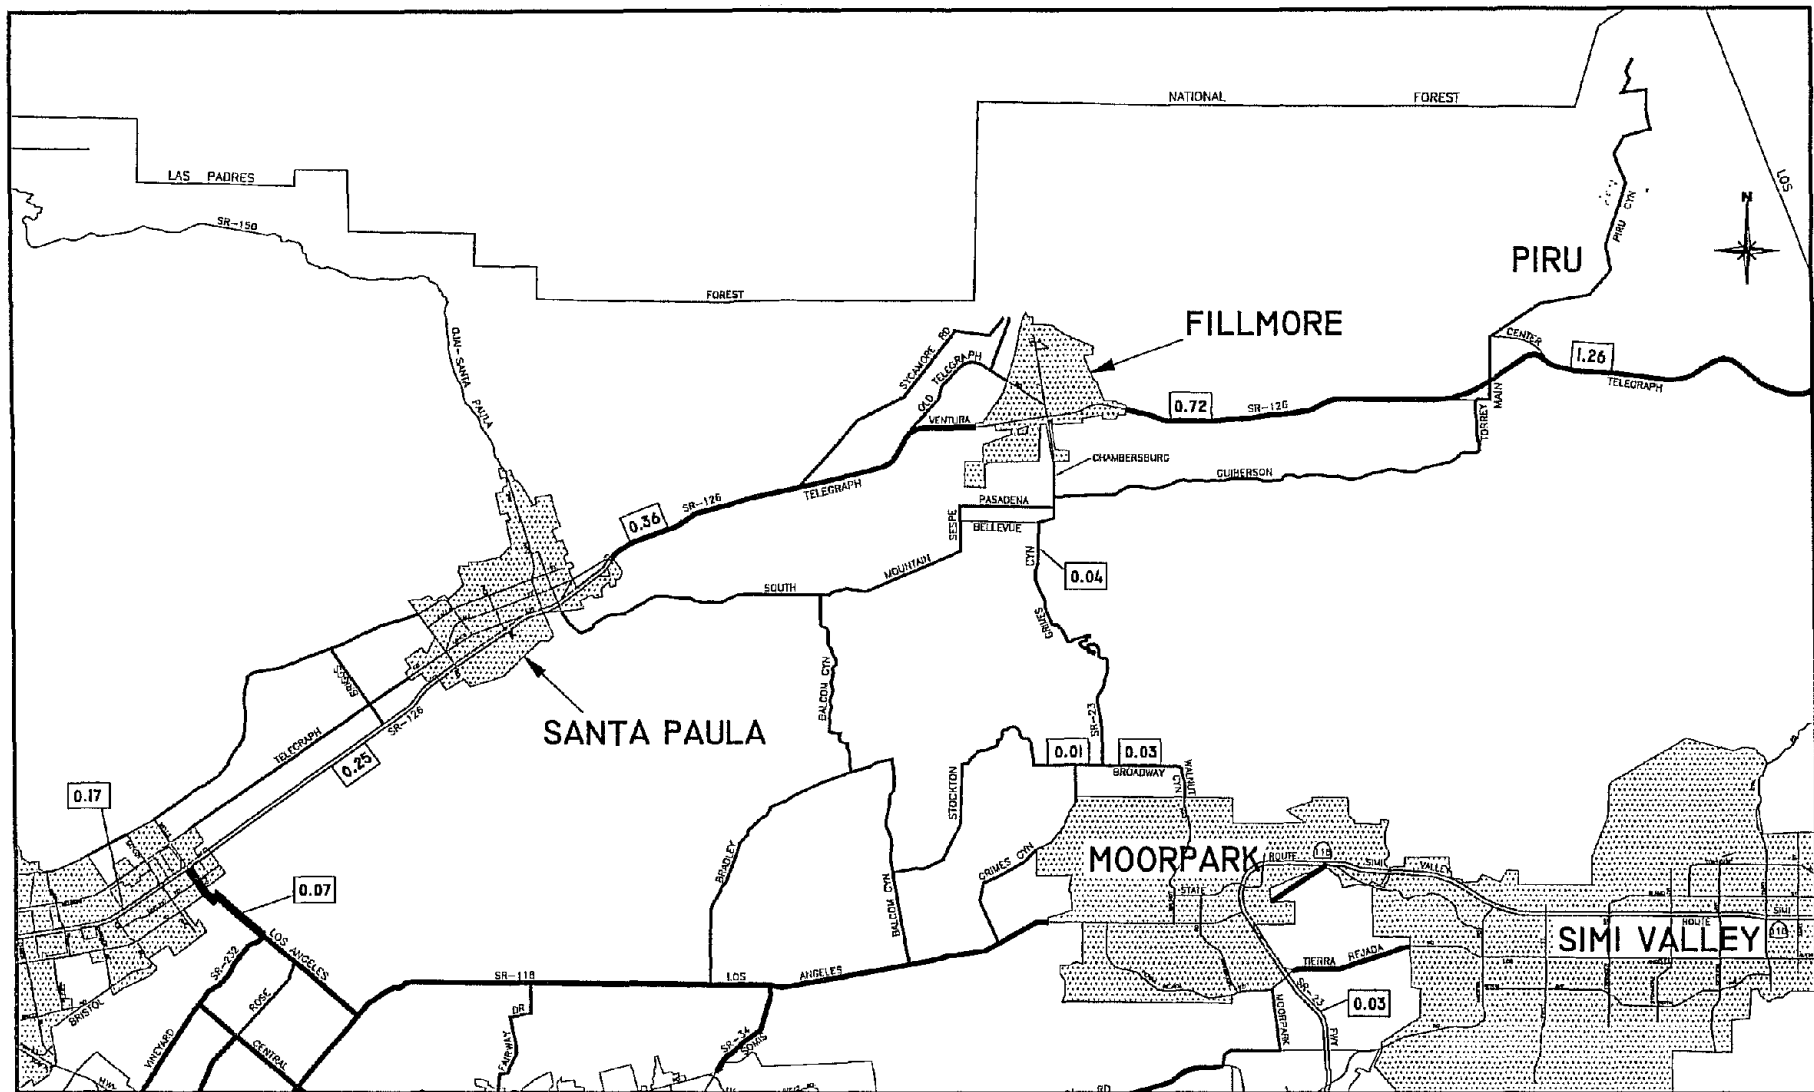 NATIONAL FOREST
LAS PADRES
LOS
PIRU CYN
N
SR-150
PIRU
FOREST
FILLMORE
OJAI-SANTA PAULA
SYCAMORE RD
OLD TELEGRAPH
CENTER
1.26
TELEGRAPH
MAIN
0.72
SR-126
VENTURA
TORREY
CHAMBERSBURG
GUIBERSON
TELEGRAPH
SR-126
0.36
PASADENA
BELLEVUE
SESPE
MOUNTAIN
SOUTH
CYN
GRIMES
0.04
BRIGGS
BALCOM CYN
SANTA PAULA
SR-126
TELEGRAPH
0.25
SR-23
0.01
0.03
BROADWAY
WALNUT CYN
0.17
STOCKTON
BRADLEY
GRIMES CYN
MOORPARK
ROUTE
118
SIMI
VALLEY
STATE
BALCOM CYN
0.07
LOS ANGELES
SR-232
ROUTE
SIMI
118
SIMI VALLEY
TIERRA REJADA
SR-118
LOS ANGELES
ROSE
BRISTOL
VINEYARD
CENTRAL
DR
FAIRWAY
SR-34
SOMIS
MOORPARK
SR-23
FWY
0.03
RD